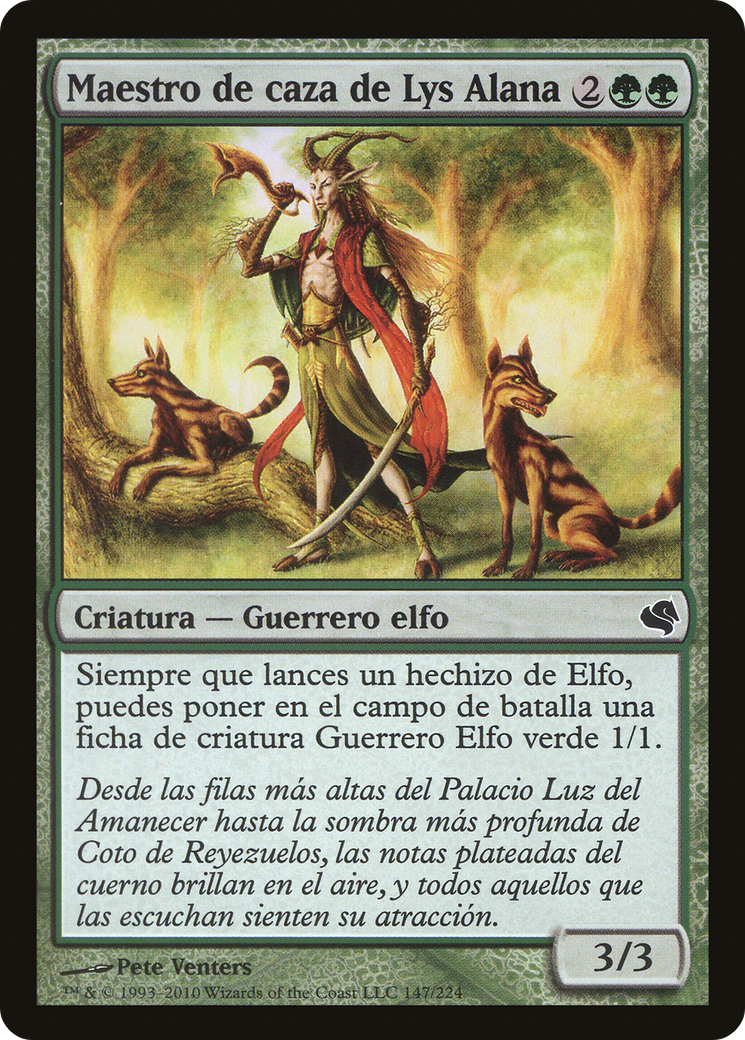 Maestro de caza de Lys Alana 2
Criatura — Guerrero elfo
Siempre que lances un hechizo de Elfo,
puedes poner en el campo de batalla una
ficha de criatura Guerrero Elfo verde 1/1.
Desde las filas más altas del Palacio Luz del
Amanecer hasta la sombra más profunda de
Coto de Reyezuelos, las notas plateadas del
cuerno brillan en el aire, y todos aquellos que
las escuchan sienten su atracción.
3/3
Pete Venters
™ & © 1993–2010 Wizards of the Coast LLC 147/224